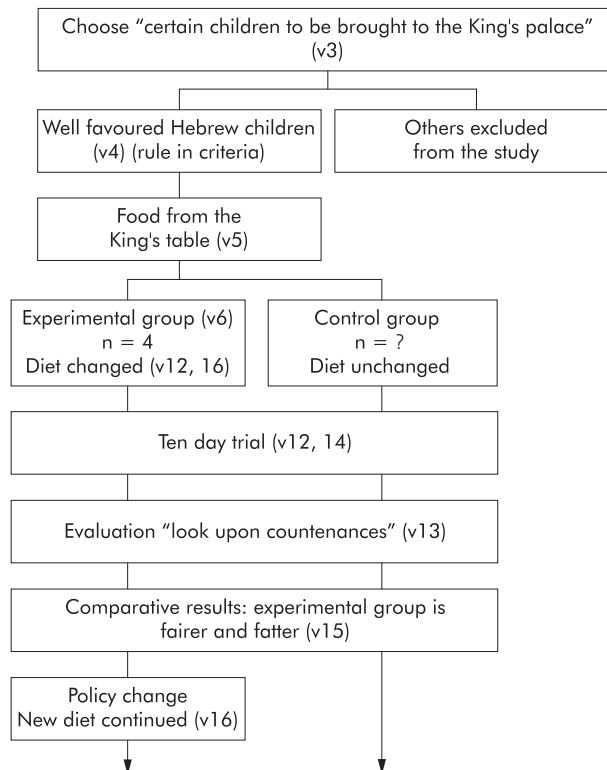 Choose “certain children to be brought to the King's palace”
(v3)
Well favoured Hebrew children
(v4) (rule in criteria)
Others excluded
from the study
Food from the
King's table (v5)
Experimental group (v6)
n = 4
Diet changed (v12, 16)
Control group
n = ?
Diet unchanged
Ten day trial (v12, 14)
Evaluation “look upon countenances” (v13)
Comparative results: experimental group is
fairer and fatter (v15)
Policy change
New diet continued (v16)